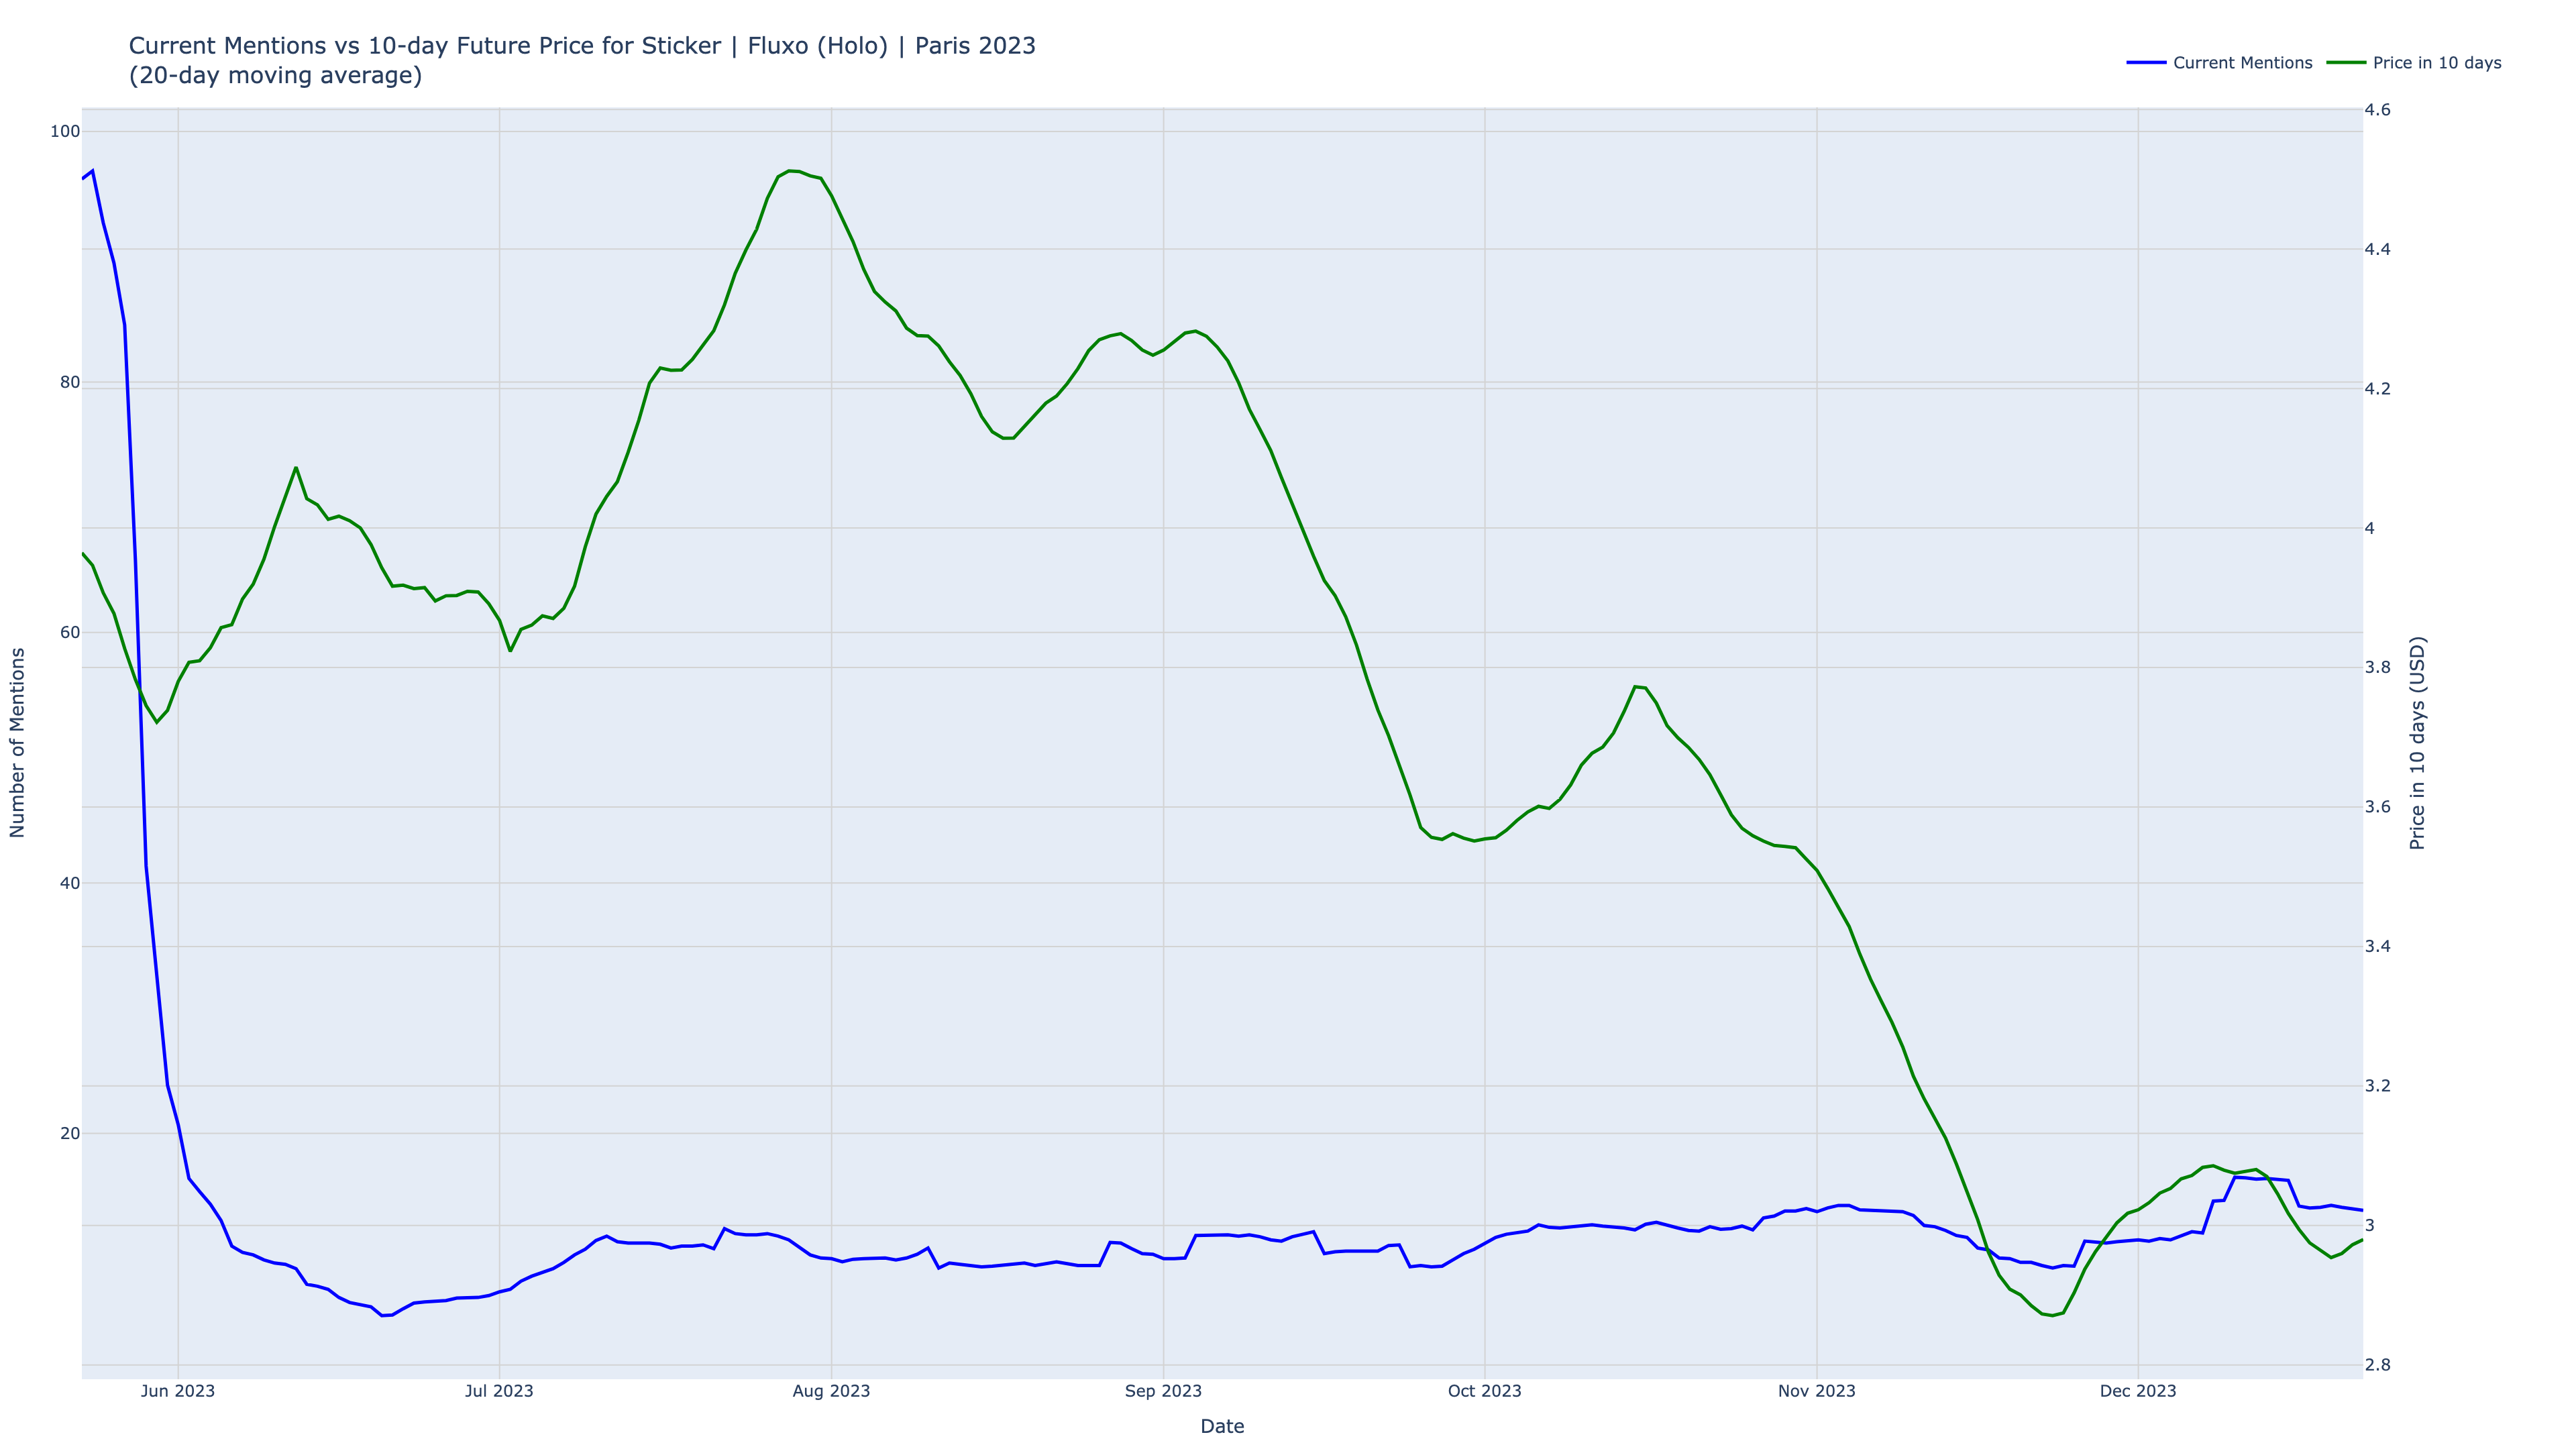 Current Mentions vs 10-day Future Price for Sticker | Fluxo (Holo) | Paris 2023
(20-day moving average)
Current Mentions
Price in 10 days
100
80
60
40
20
Number of Mentions
4.6
4.4
4.2
4
3.8
3.6
3.4
3.2
3
2.8
Price in 10 days (USD)
Jun 2023
Jul 2023
Aug 2023
Sep 2023
Oct 2023
Nov 2023
Dec 2023
Date